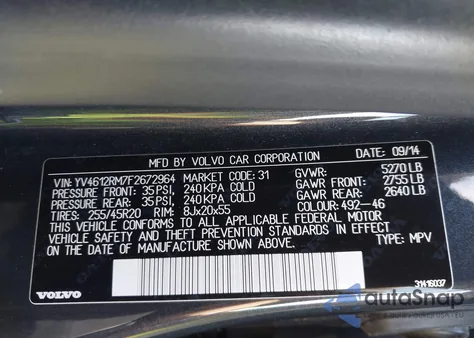 MFD. BY VOLVO CAR CORPORATION DATE: 09/14
VIN: YV4612RM7F2672964 MARKET CODE: 31 GVWR: 5270 LB
PRESSURE FRONT: 35 PSI, 240 KPA COLD GAWR FRONT: 2755 LB
PRESSURE REAR: 35 PSI, 240 KPA COLD GAWR REAR: 2640 LB
TIRES: 255/45R20 RIM: 8Jx20x55 COLOUR: 492-46
THIS VEHICLE CONFORMS TO ALL APPLICABLE FEDERAL MOTOR
VEHICLE SAFETY AND THEFT PREVENTION STANDARDS IN EFFECT
ON THE DATE OF MANUFACTURE SHOWN ABOVE. TYPE: MPV
VOLVO 31416037
autoSnap